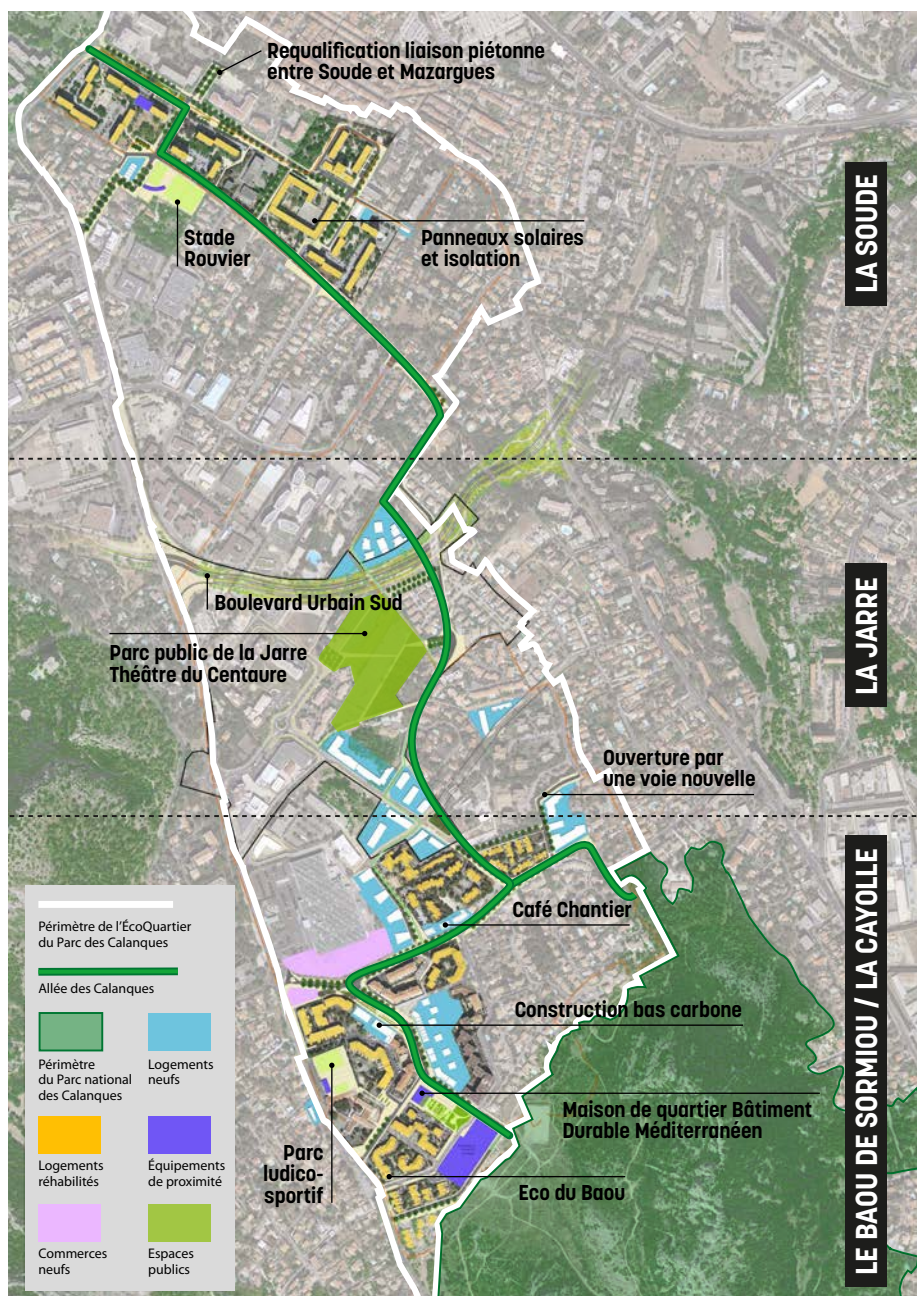 Requalification liaison piétonne
entre Soude et Mazargues
LA SOUDE
Stade
Rouvier
Panneaux solaires
et isolation
LA JARRE
Boulevard Urbain Sud
Parc public de la Jarre
Théâtre du Centaure
Ouverture par
une voie nouvelle
LE BAOU DE SORMIOU / LA CAYOLLE
Café Chantier
Construction bas carbone
Maison de quartier Bâtiment
Durable Méditerranéen
Parc
ludico-
sportif
Eco du Baou
Périmètre de l'ÉcoQuartier
du Parc des Calanques
Allée des Calanques
Périmètre
du Parc national
des Calanques
Logements
neufs
Logements
réhabilités
Équipements
de proximité
Commerces
neufs
Espaces
publics